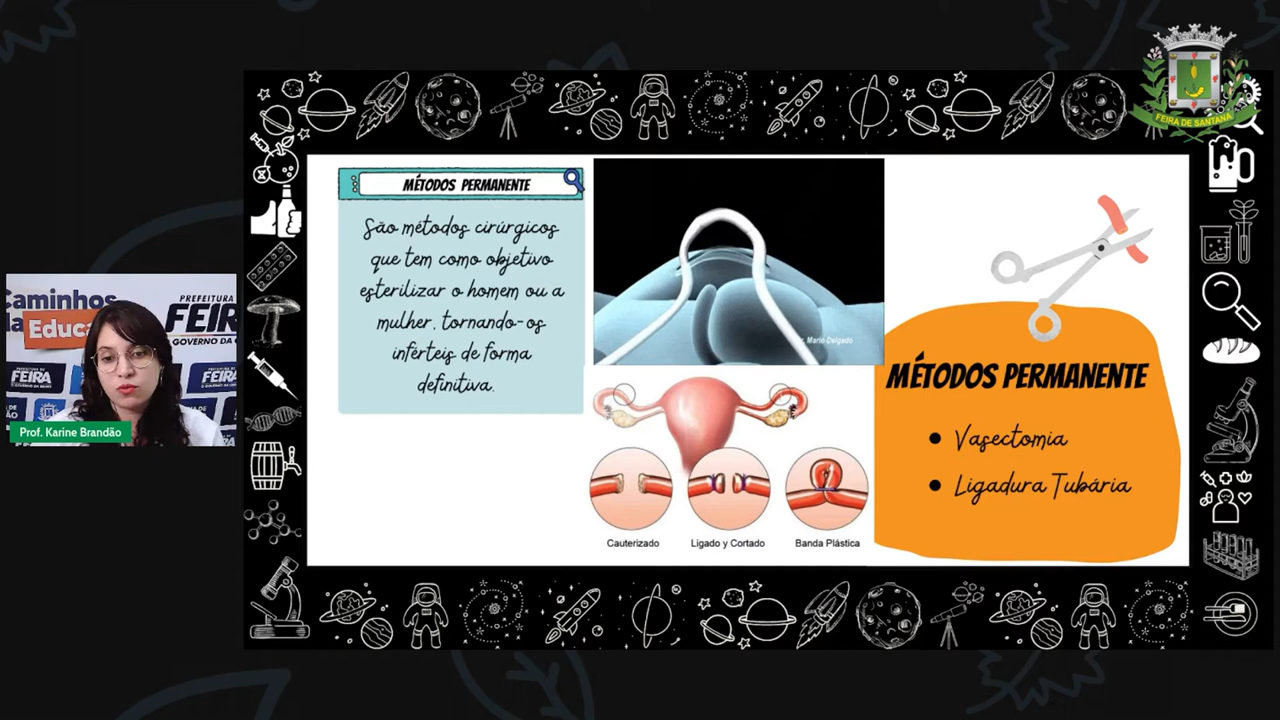 FEIRA DE SANTANA
MÉTODOS PERMANENTE
São métodos cirúrgicos
que tem como objetivo
esterilizar o homem ou a
mulher, tornando-os
inférteis de forma
definitiva.
Mario Delgado
MÉTODOS PERMANENTE
Vasectomia
Ligadura Tubária
Cauterizado
Ligado y Cortado
Banda Plástica
Caminhos
Educa
PREFEITURA
FEIR
GOVERNO DA
FEIRA
FEIR
Prof. Karine Brandão